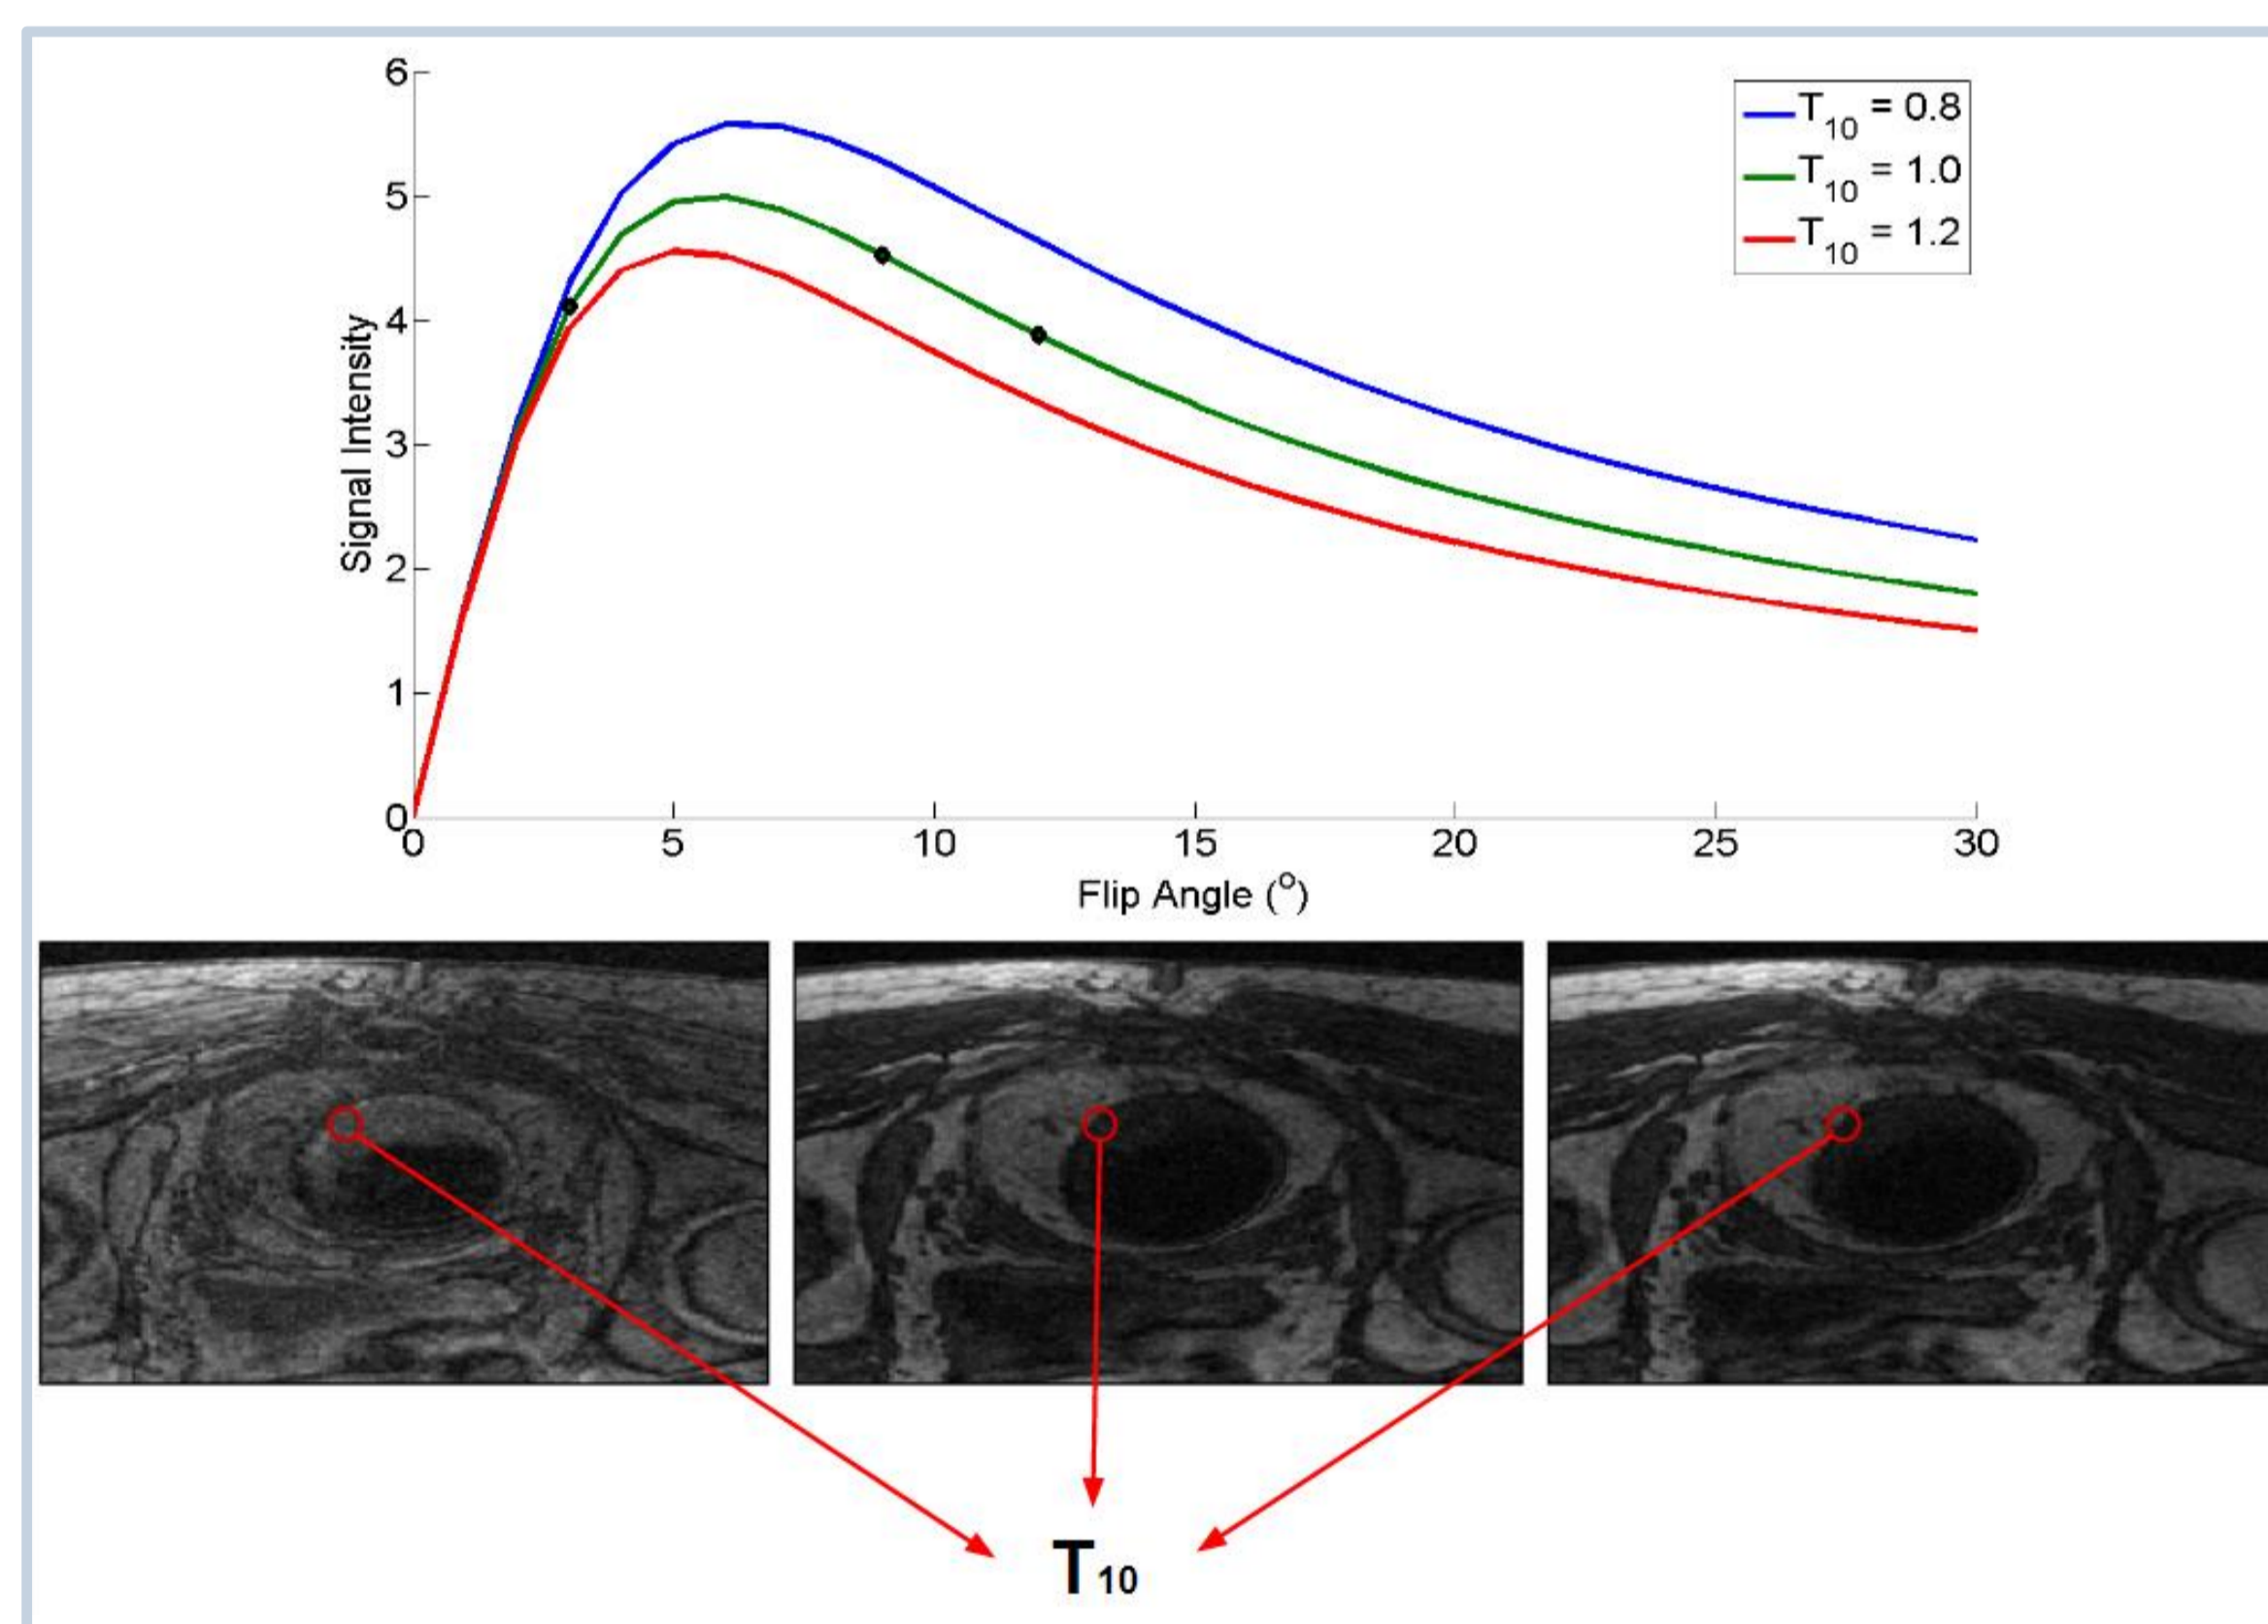 6
5
4
3
2
1
0
Signal Intensity
T10 = 0.8
T10 = 1.0
T10 = 1.2
0 5 10 15 20 25 30
Flip Angle (o)
T10